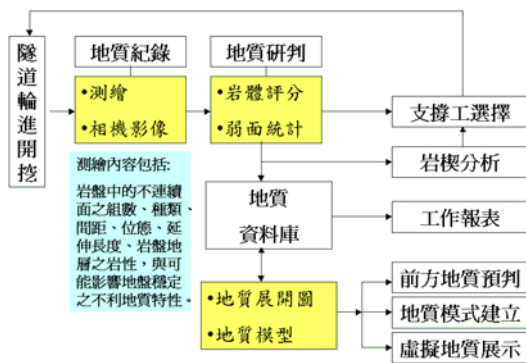 隧道輪進開挖
地質紀錄
•測繪
•相機影像
地質研判
•岩體評分
•弱面統計
支撐工選擇
岩楔分析
測繪內容包括:
岩盤中的不連續
面之組數、種類、
間距、位態、延
伸長度、岩盤地
層之岩性，與可
能影響地盤穩定
之不利地質特性。
地質
資料庫
工作報表
•地質展開圖
•地質模型
前方地質預判
地質模式建立
虛擬地質展示